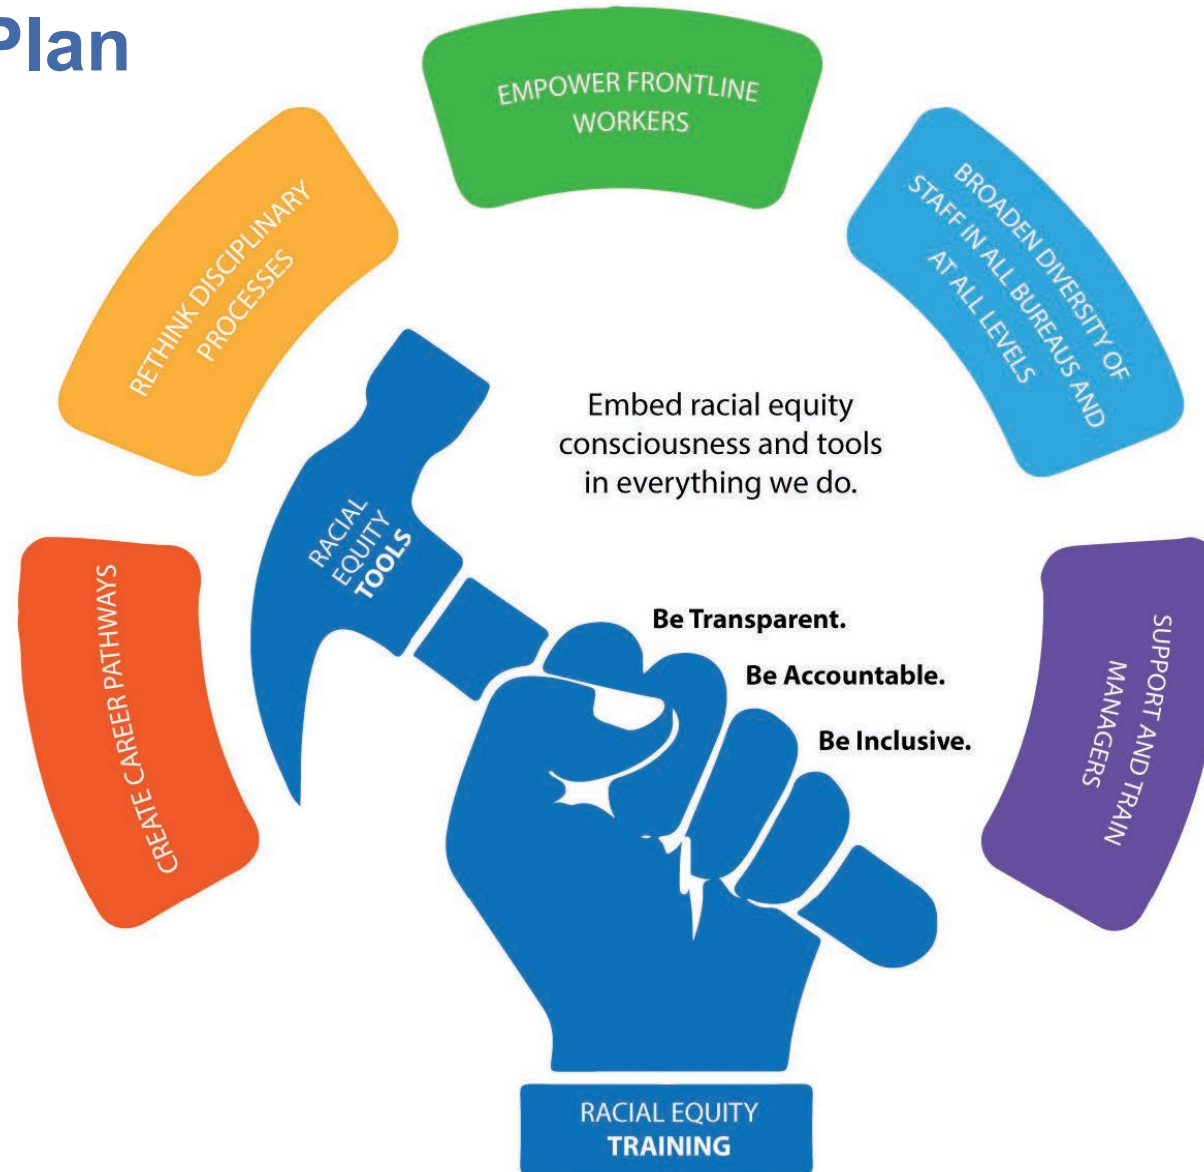 Plan
EMPOWER FRONTLINE
WORKERS
RETHINK DISCIPLINARY
PROCESSES
BROADEN DIVERSITY OF
STAFF IN ALL BUREAUS AND
AT ALL LEVELS
CREATE CAREER PATHWAYS
SUPPORT AND TRAIN
MANAGERS
Embed racial equity
consciousness and tools
in everything we do.
RACIAL
EQUITY
TOOLS
Be Transparent.
Be Accountable.
Be Inclusive.
RACIAL EQUITY
TRAINING